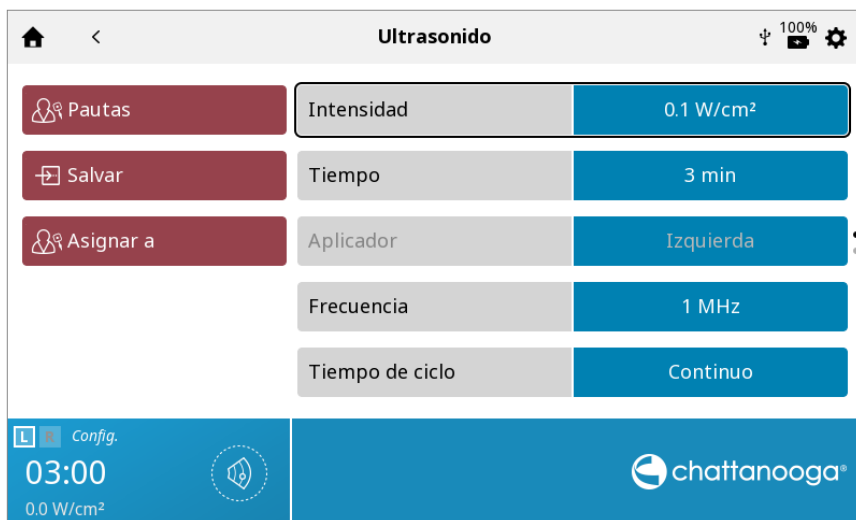 Ultrasonido
100%
Pautas
Intensidad 0.1 W/cm²
Salvar
Tiempo 3 min
Asignar a
Aplicador Izquierda
Frecuencia 1 MHz
Tiempo de ciclo Continuo
L R Config.
03:00
0.0 W/cm²
chattanooga®